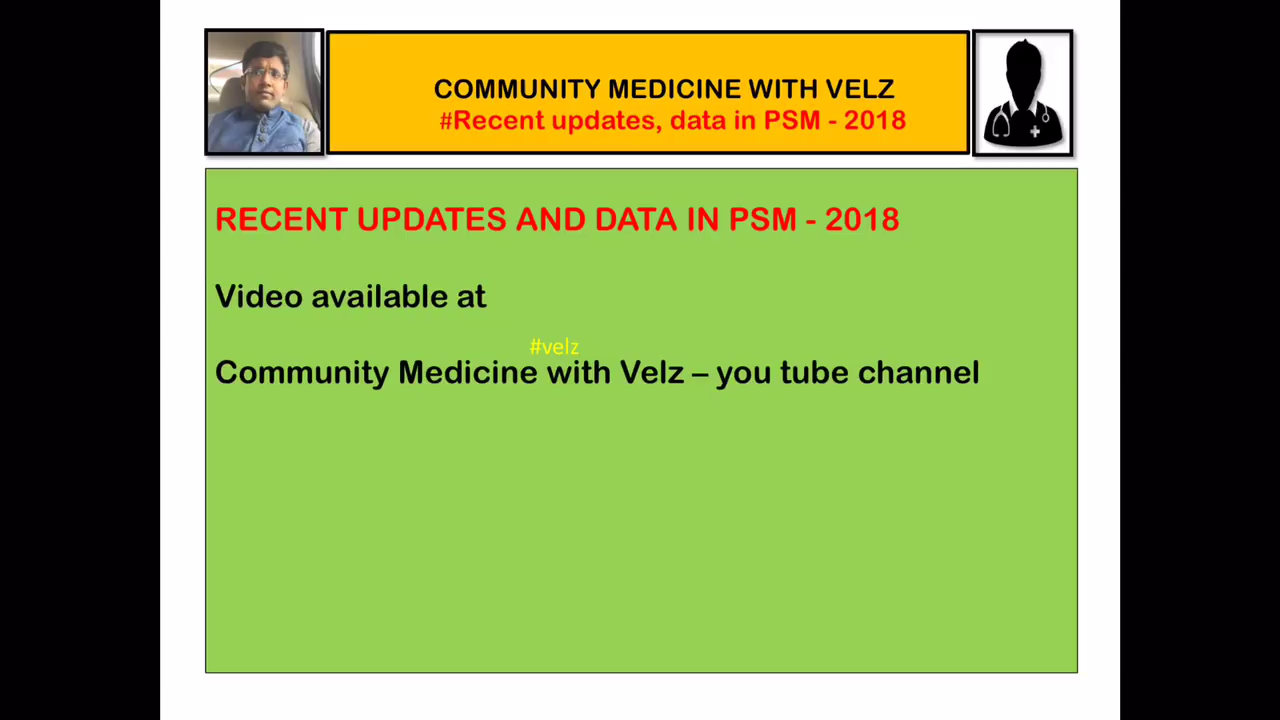 COMMUNITY MEDICINE WITH VELZ
#Recent updates, data in PSM - 2018
RECENT UPDATES AND DATA IN PSM - 2018
Video available at
#velz
Community Medicine with Velz – you tube channel